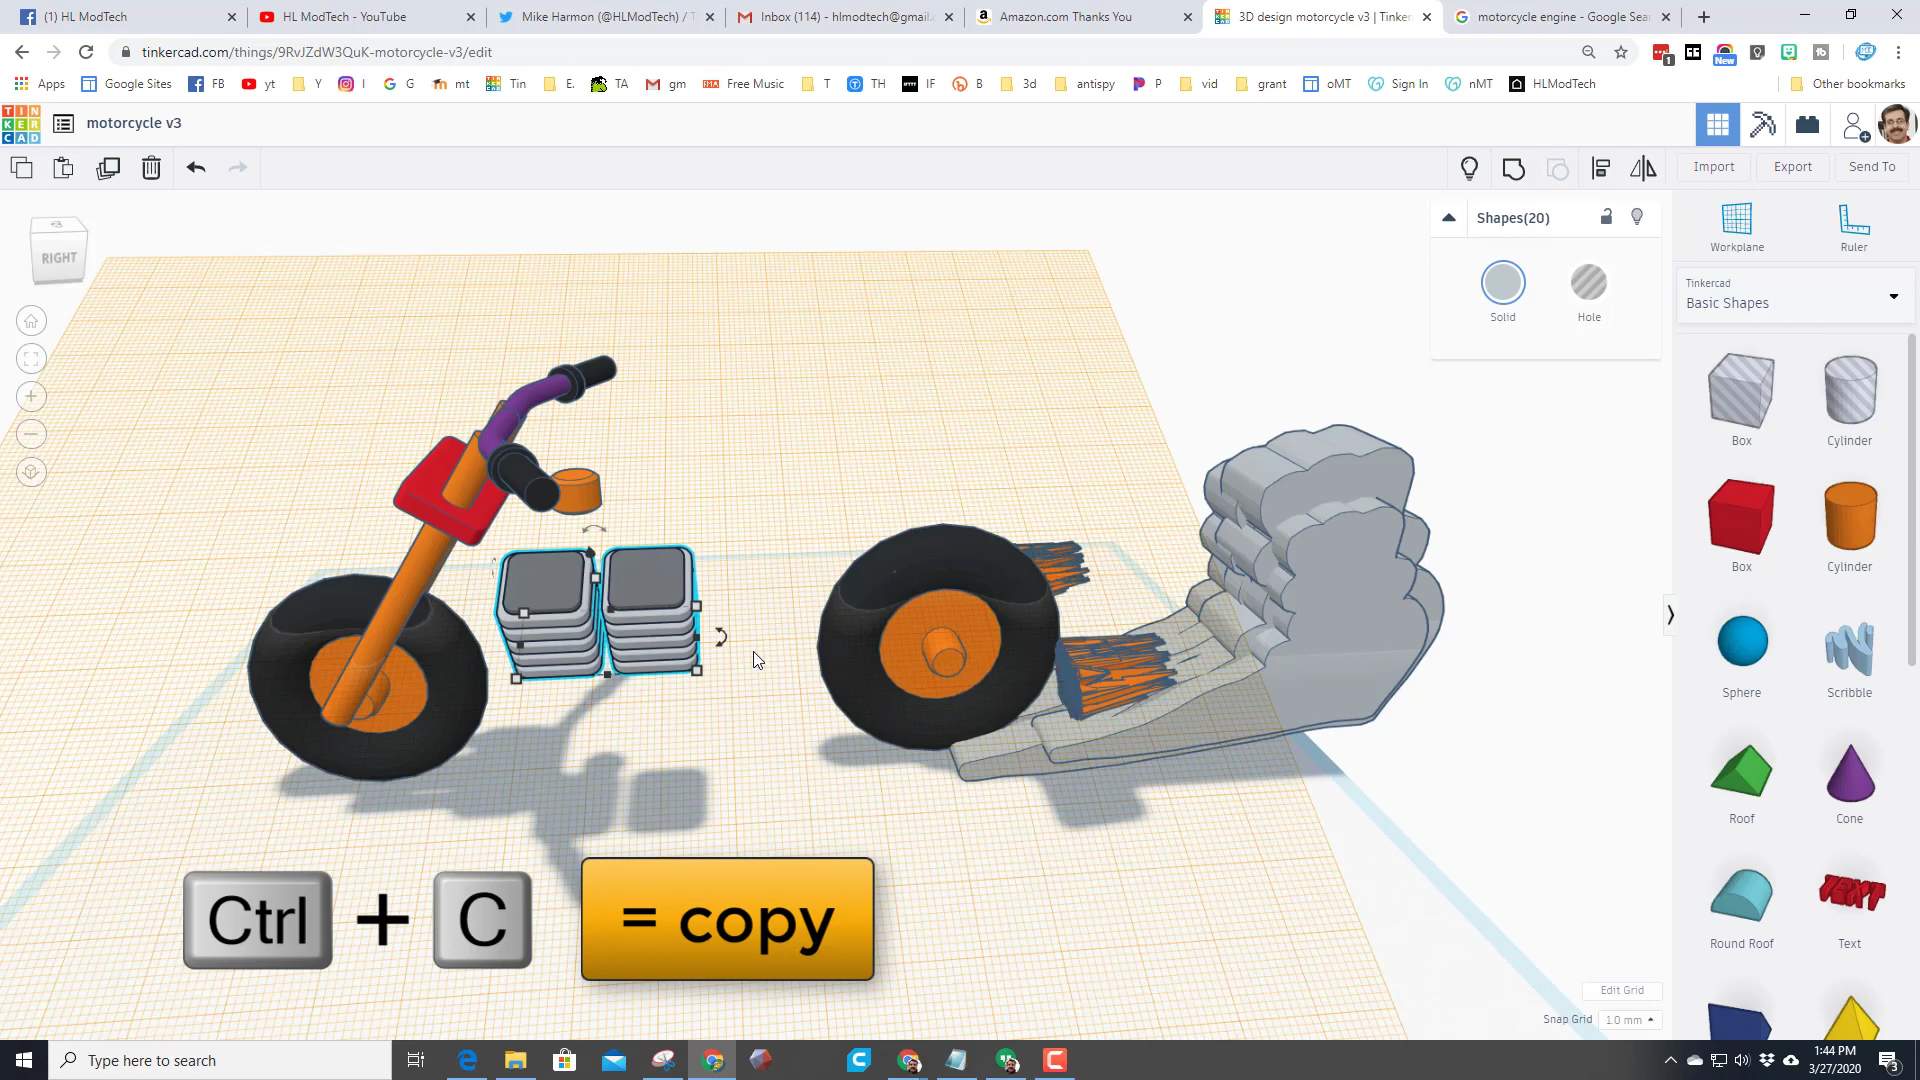 (1) HL ModTech
HL ModTech - YouTube
Mike Harmon (@HLModTech) / T
Inbox (114) - hlmodtech@gmail.c
Amazon.com Thanks You
3D design motorcycle v3 | Tinker
motorcycle engine - Google Sea
tinkercad.com/things/9RvJZdW3QuK-motorcycle-v3/edit
1
New
Apps
Google Sites
FB
yt
Y
I
G
mt
Tin
E.
TA
gm
Free Music
T
TH
IF
B
3d
antispy
P
vid
grant
oMT
Sign In
nMT
HLModTech
Other bookmarks
TIN
KER
CAD
motorcycle v3
Import
Export
Send To
RIGHT
Shapes(20)
Solid
Hole
Workplane
Ruler
Tinkercad
Basic Shapes
Box
Cylinder
Box
Cylinder
Sphere
Scribble
Roof
Cone
TEXT
Round Roof
Text
Ctrl + C = copy
Edit Grid
Snap Grid
1.0 mm
Type here to search
1:44 PM
3/27/2020
3